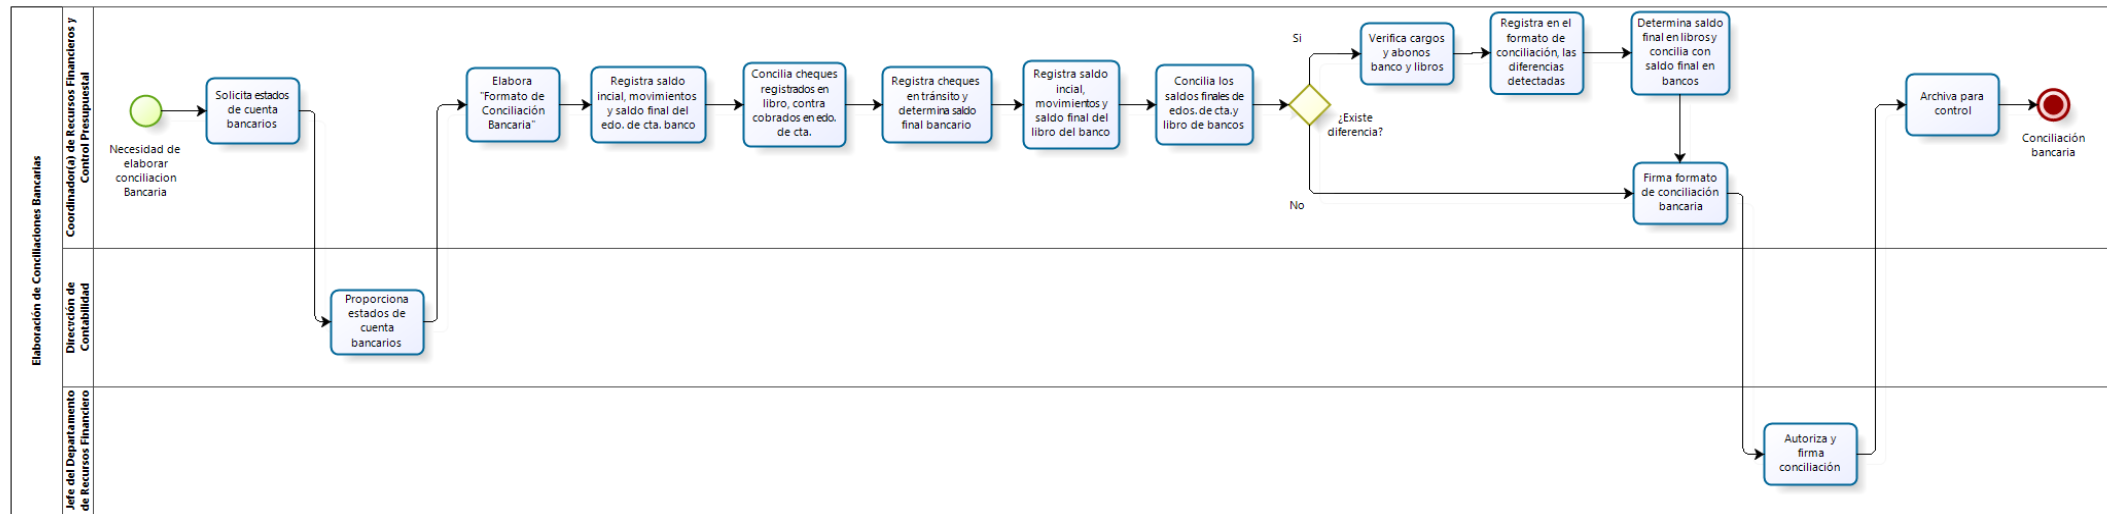 Elaboración de Conciliaciones Bancarias
Coordinador(a) de Recursos Financieros y
Control Presupuestal
Necesidad de
elaborar
conciliacion
Bancaria
Solicita estados
de cuenta
bancarios
Elabora
"Formato de
Conciliación
Bancaria"
Registra saldo
incial, movimientos
y saldo final del
edo. de cta. banco
Concilia cheques
registrados en
libro, contra
cobrados en edo.
de cta.
Registra cheques
en tránsito y
determina saldo
final bancario
Registra saldo
incial,
movimientos y
saldo final del
libro del banco
Concilia los
saldos finales de
edos. de cta.y
libro de bancos
¿Existe
diferencia?
Si
No
Verifica cargos
y abonos
banco y libros
Registra en el
formato de
conciliación, las
diferencias
detectadas
Determina saldo
final en libros y
concilia con
saldo final en
bancos
Firma formato
de conciliación
bancaria
Archiva para
control
Conciliación
bancaria
Direcvción de
Contabilidad
Proporciona
estados de
cuenta
bancarios
Jefe del Departamento
de Recursos Financiero
Autoriza y
firma
conciliación